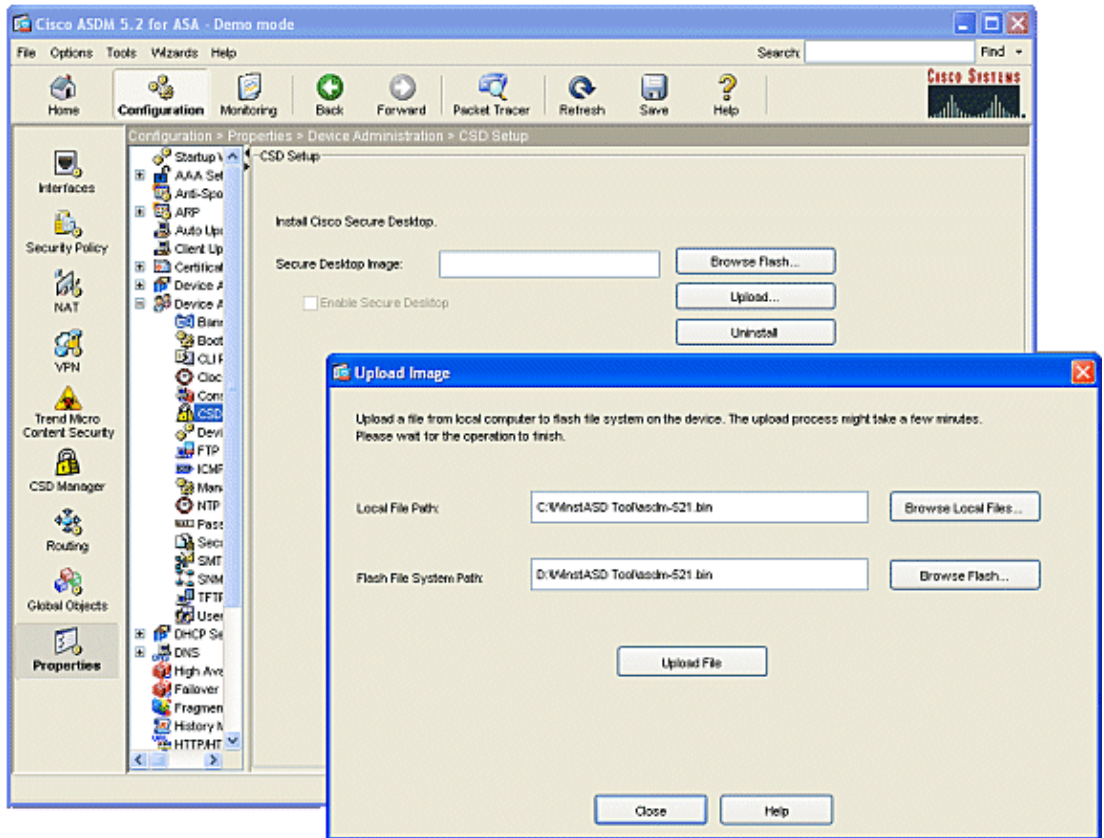 Cisco ASDM 5.2 for ASA - Demo mode
File Options Tools Wizards Help Search: Find
Home Configuration Monitoring Back Forward Packet Tracer Refresh Save Help
CISCO SYSTEMS
Configuration > Properties > Device Administration > CSD Setup
Interfaces
Security Policy
NAT
VPN
Trend Micro
Content Security
CSD Manager
Routing
Global Objects
Properties
Startup
AAA Set
Anti-Spo
ARP
Auto Upd
Client Up
Certificat
Device A
Device A
Bann
Boot
CLI P
Cloc
Cons
CSD
Devi
FTP
ICMP
Mana
NTP
Pass
Secu
SMT
SNM
TFTP
User
DHCP Se
DNS
High Ava
Failover
Fragmen
History M
HTTP/HT
CSD Setup
Install Cisco Secure Desktop.
Secure Desktop Image: Browse Flash...
Enable Secure Desktop Upload...
Uninstall
Upload Image
Upload a file from local computer to flash file system on the device. The upload process might take a few minutes.
Please wait for the operation to finish.
Local File Path: C:\WinstASD Tool\asdm-521.bin Browse Local Files...
Flash File System Path: D:\WinstASD Tool\asdm-521.bin Browse Flash...
Upload File
Close Help